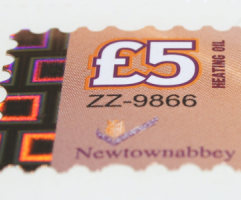 £5
HEATING OIL
ZZ-9866
Newtownabbey